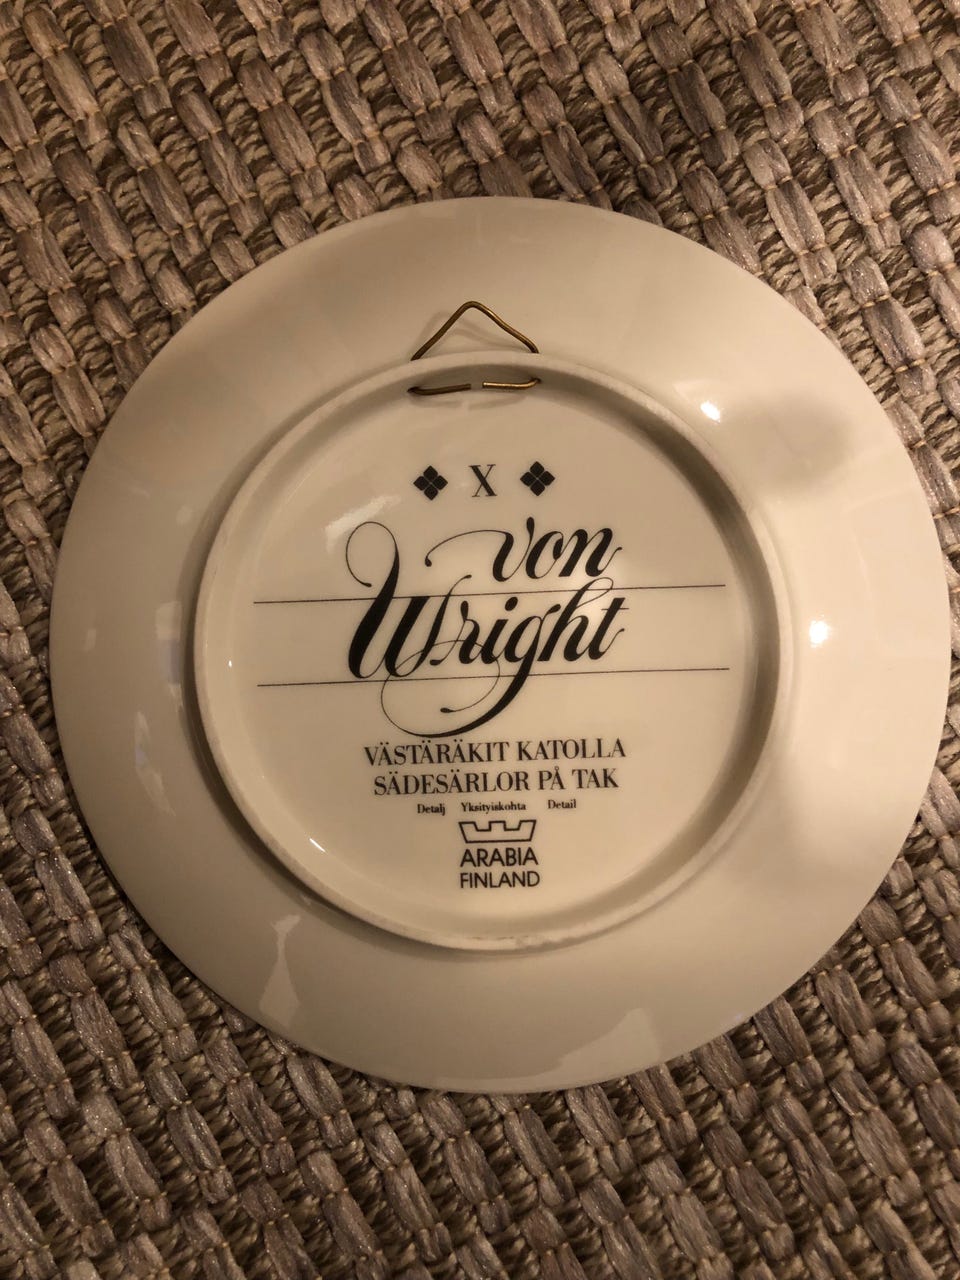 X
von
Wright
VÄSTÄRÄKIT KATOLLA
SÄDESÄRLOR PÅ TAK
Detalj Yksityiskohta Detail
ARABIA
FINLAND